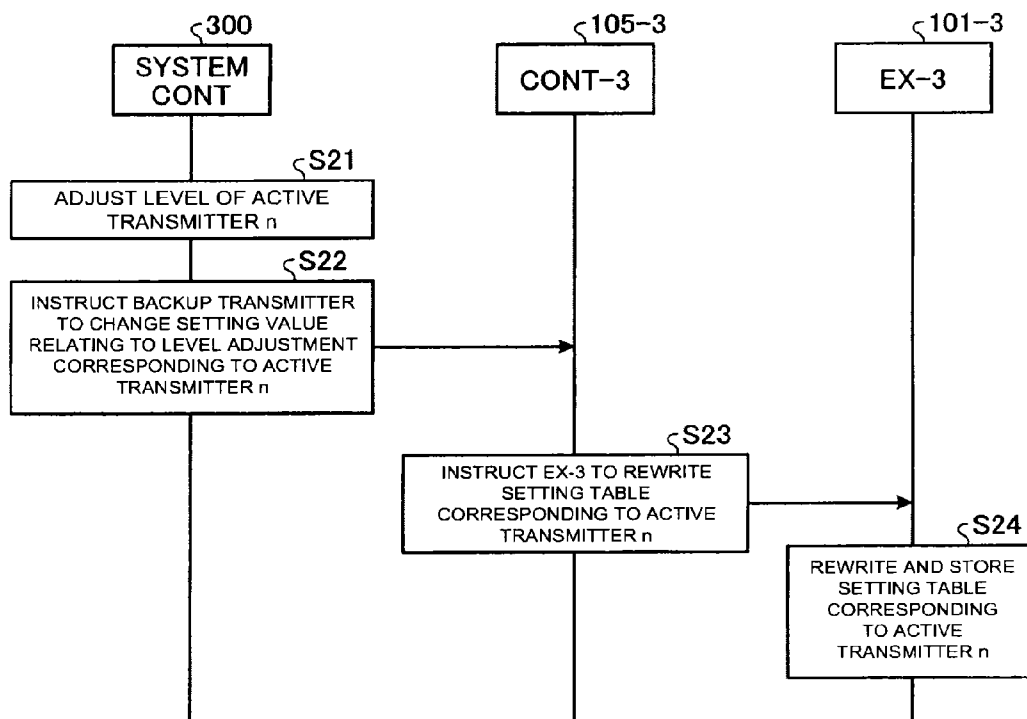 300
SYSTEM
CONT
105-3
CONT-3
101-3
EX-3
S21
ADJUST LEVEL OF ACTIVE
TRANSMITTER n
S22
INSTRUCT BACKUP TRANSMITTER
TO CHANGE SETTING VALUE
RELATING TO LEVEL ADJUSTMENT
CORRESPONDING TO ACTIVE
TRANSMITTER n
S23
INSTRUCT EX-3 TO REWRITE
SETTING TABLE
CORRESPONDING TO ACTIVE
TRANSMITTER n
S24
REWRITE AND STORE
SETTING TABLE
CORRESPONDING
TO ACTIVE
TRANSMITTER n